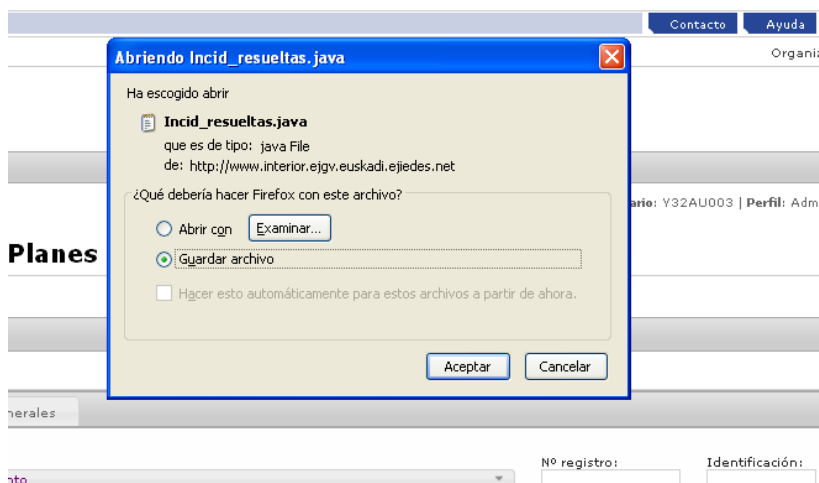 Contacto Ayuda
Abriendo Incid_resueltas.java
Ha escogido abrir
Incid_resueltas.java
que es de tipo: java File
de: http://www.interior.ejgv.euskadi.ejiedes.net
¿Qué debería hacer Firefox con este archivo?
Abrir con Examinar...
Guardar archivo
Hacer esto automáticamente para estos archivos a partir de ahora.
Aceptar Cancelar
Organiz
ario: Y32AU003 | Perfil: Adm
Planes
nerales
Nº registro: Identificación:
nto